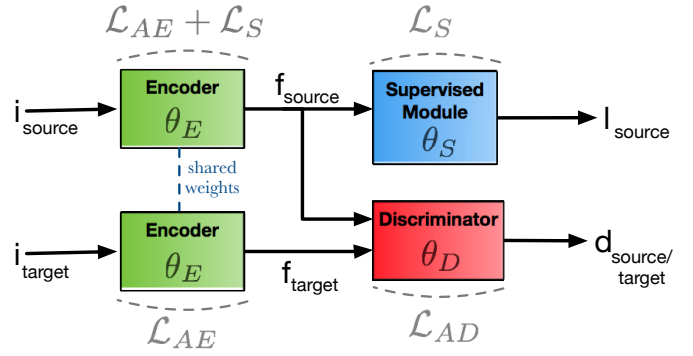 ℒ_AE + ℒ_S
ℒ_S
i_source
Encoder
θ_E
f_source
Supervised
Module
θ_S
l_source
shared
weights
i_target
Encoder
θ_E
f_target
Discriminator
θ_D
d_source/
target
ℒ_AE
ℒ_AD